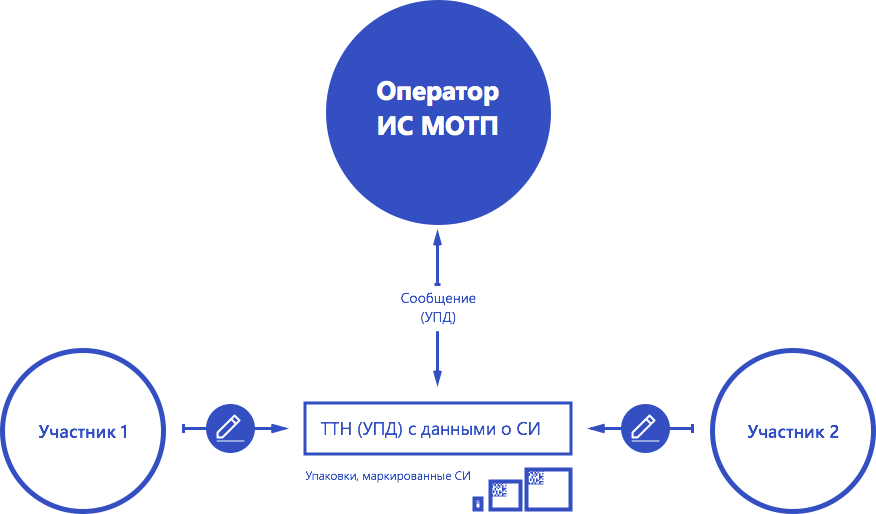 Оператор
ИС МОТП
Сообщение
(УПД)
Участник 1
ТТН (УПД) с данными о СИ
Участник 2
Упаковки, маркированные СИ